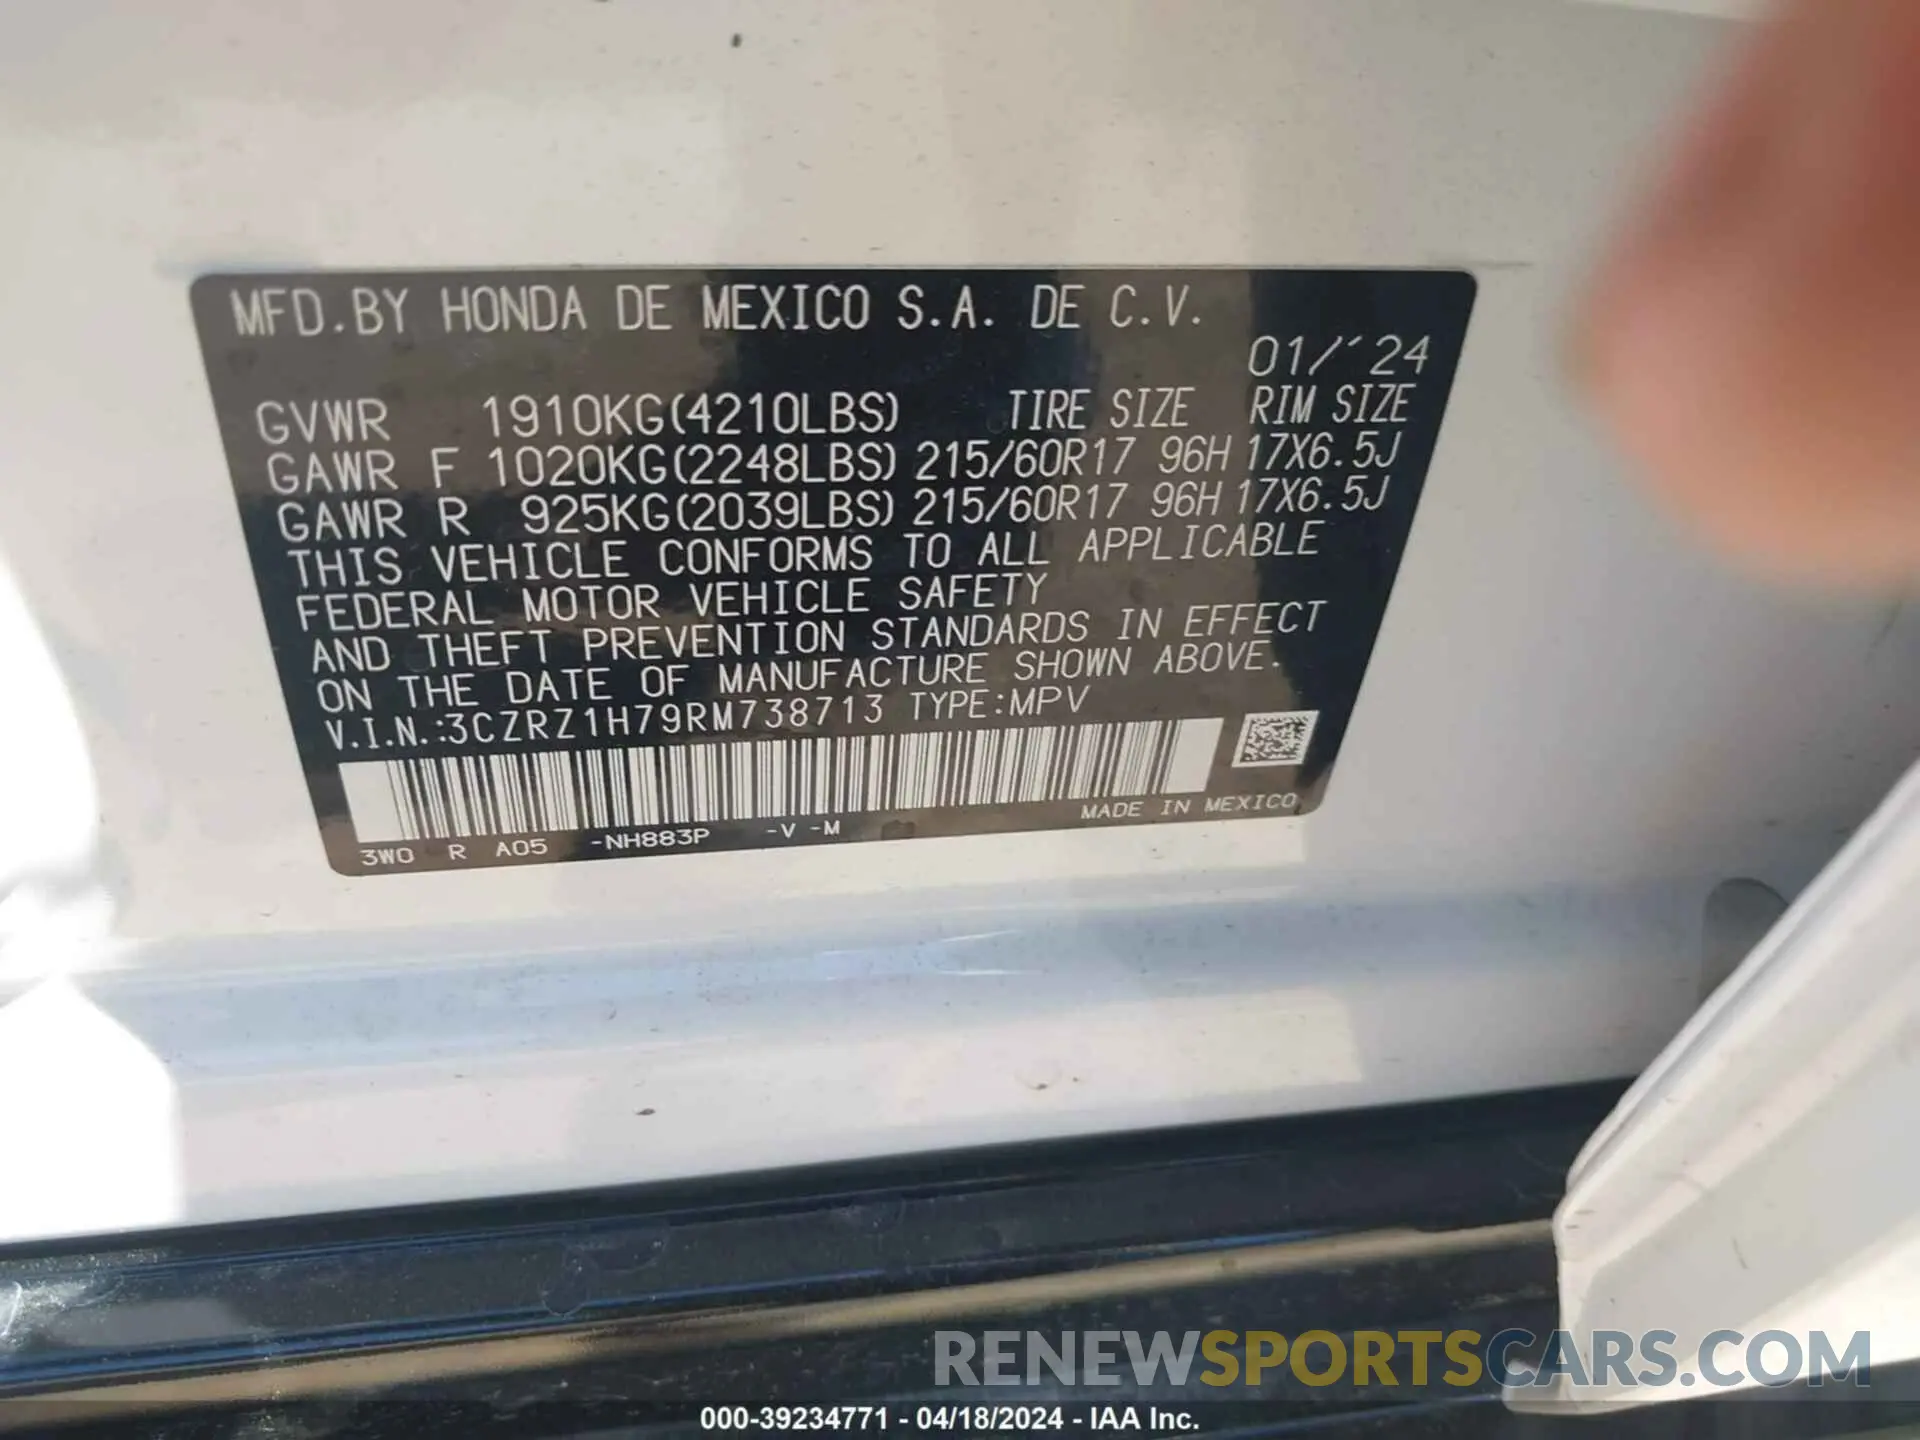 MFD.BY HONDA DE MEXICO S.A. DE C.V.
01/´24
GVWR 1910KG(4210LBS) TIRE SIZE RIM SIZE
GAWR F 1020KG(2248LBS) 215/60R17 96H 17X6.5J
GAWR R 925KG(2039LBS) 215/60R17 96H 17X6.5J
THIS VEHICLE CONFORMS TO ALL APPLICABLE
FEDERAL MOTOR VEHICLE SAFETY
AND THEFT PREVENTION STANDARDS IN EFFECT
ON THE DATE OF MANUFACTURE SHOWN ABOVE.
V.I.N.:3CZRZ1H79RM738713 TYPE:MPV
MADE IN MEXICO
3W0 R A05 -NH883P -V -M
RENEWSPORTSCARS.COM
000-39234771 - 04/18/2024 - IAA Inc.